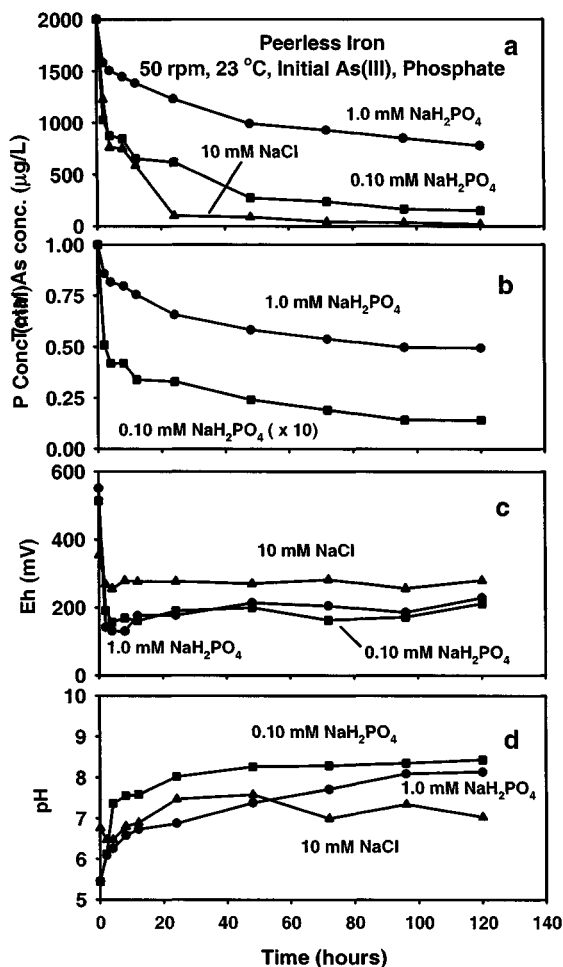 2000
1500
1000
500
0
As conc. (μg/L)
Peerless Iron
a
50 rpm, 23 °C, Initial As(III), Phosphate
1.0 mM NaH₂PO₄
10 mM NaCl
0.10 mM NaH₂PO₄
1.00
0.75
0.50
0.25
0.00
P Conc
b
1.0 mM NaH₂PO₄
0.10 mM NaH₂PO₄ ( x 10)
600
400
200
0
Eh (mV)
c
10 mM NaCl
1.0 mM NaH₂PO₄
0.10 mM NaH₂PO₄
10
9
8
7
6
5
pH
d
0.10 mM NaH₂PO₄
1.0 mM NaH₂PO₄
10 mM NaCl
0 20 40 60 80 100 120 140
Time (hours)